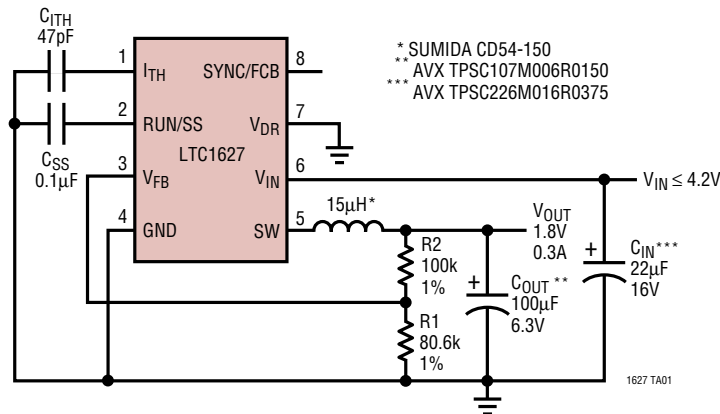 C_ITH
47pF
1
I_TH
SYNC/FCB
8
* SUMIDA CD54-150
** AVX TPSC107M006R0150
*** AVX TPSC226M016R0375
2
RUN/SS
V_DR
7
C_SS
0.1µF
LTC1627
3
V_FB
V_IN
6
V_IN ≤ 4.2V
4
GND
SW
5
15µH*
V_OUT
1.8V
0.3A
R2
100k
1%
+
C_OUT**
100µF
6.3V
+
C_IN***
22µF
16V
R1
80.6k
1%
1627 TA01